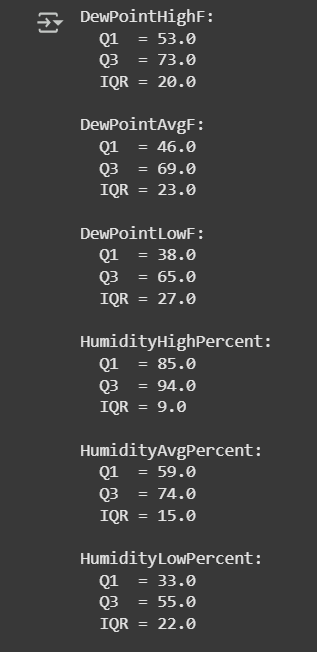 DewPointHighF:
Q1 = 53.0
Q3 = 73.0
IQR = 20.0
DewPointAvgF:
Q1 = 46.0
Q3 = 69.0
IQR = 23.0
DewPointLowF:
Q1 = 38.0
Q3 = 65.0
IQR = 27.0
HumidityHighPercent:
Q1 = 85.0
Q3 = 94.0
IQR = 9.0
HumidityAvgPercent:
Q1 = 59.0
Q3 = 74.0
IQR = 15.0
HumidityLowPercent:
Q1 = 33.0
Q3 = 55.0
IQR = 22.0